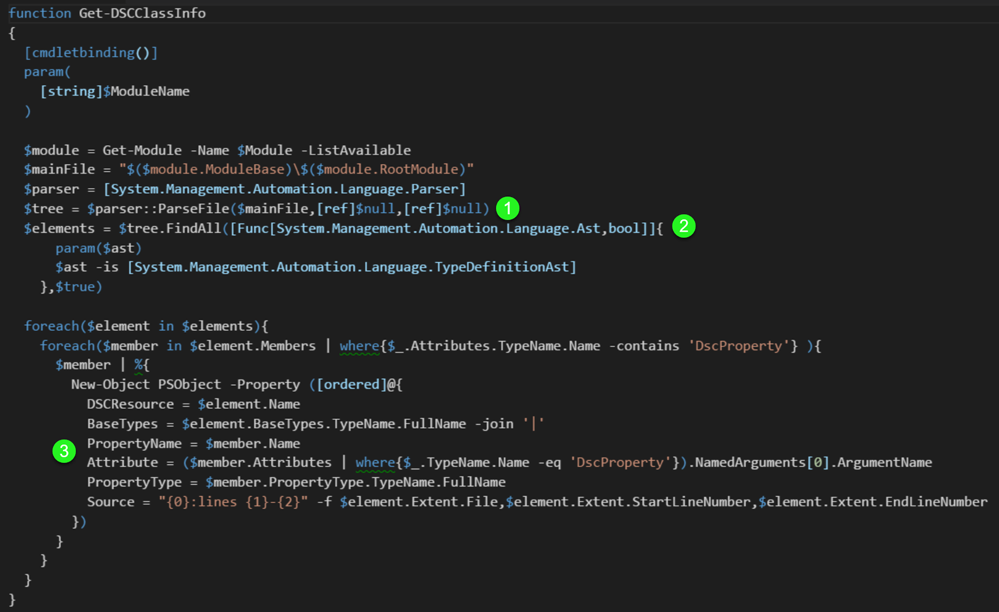 function Get-DSCClassInfo
{
  [cmdletbinding()]
  param(
    [string]$ModuleName
  )

  $module = Get-Module -Name $Module -ListAvailable
  $mainFile = "$($module.ModuleBase)\$($module.RootModule)"
  $parser = [System.Management.Automation.Language.Parser]
  $tree = $parser::ParseFile($mainFile,[ref]$null,[ref]$null) 1
  $elements = $tree.FindAll([Func[System.Management.Automation.Language.Ast,bool]]{ 2
      param($ast)
      $ast -is [System.Management.Automation.Language.TypeDefinitionAst]
    },$true)

  foreach($element in $elements){
    foreach($member in $element.Members | where{$_.Attributes.TypeName.Name -contains 'DscProperty'} ){
      $member | %{
        New-Object PSObject -Property ([ordered]@{
          DSCResource = $element.Name
          BaseTypes = $element.BaseTypes.TypeName.FullName -join '|'
      3   PropertyName = $member.Name
          Attribute = ($member.Attributes | where{$_.TypeName.Name -eq 'DscProperty'}).NamedArguments[0].ArgumentName
          PropertyType = $member.PropertyType.TypeName.FullName
          Source = "{0}:lines {1}-{2}" -f $element.Extent.File,$element.Extent.StartLineNumber,$element.Extent.EndLineNumber
        })
      }
    }
  }
}